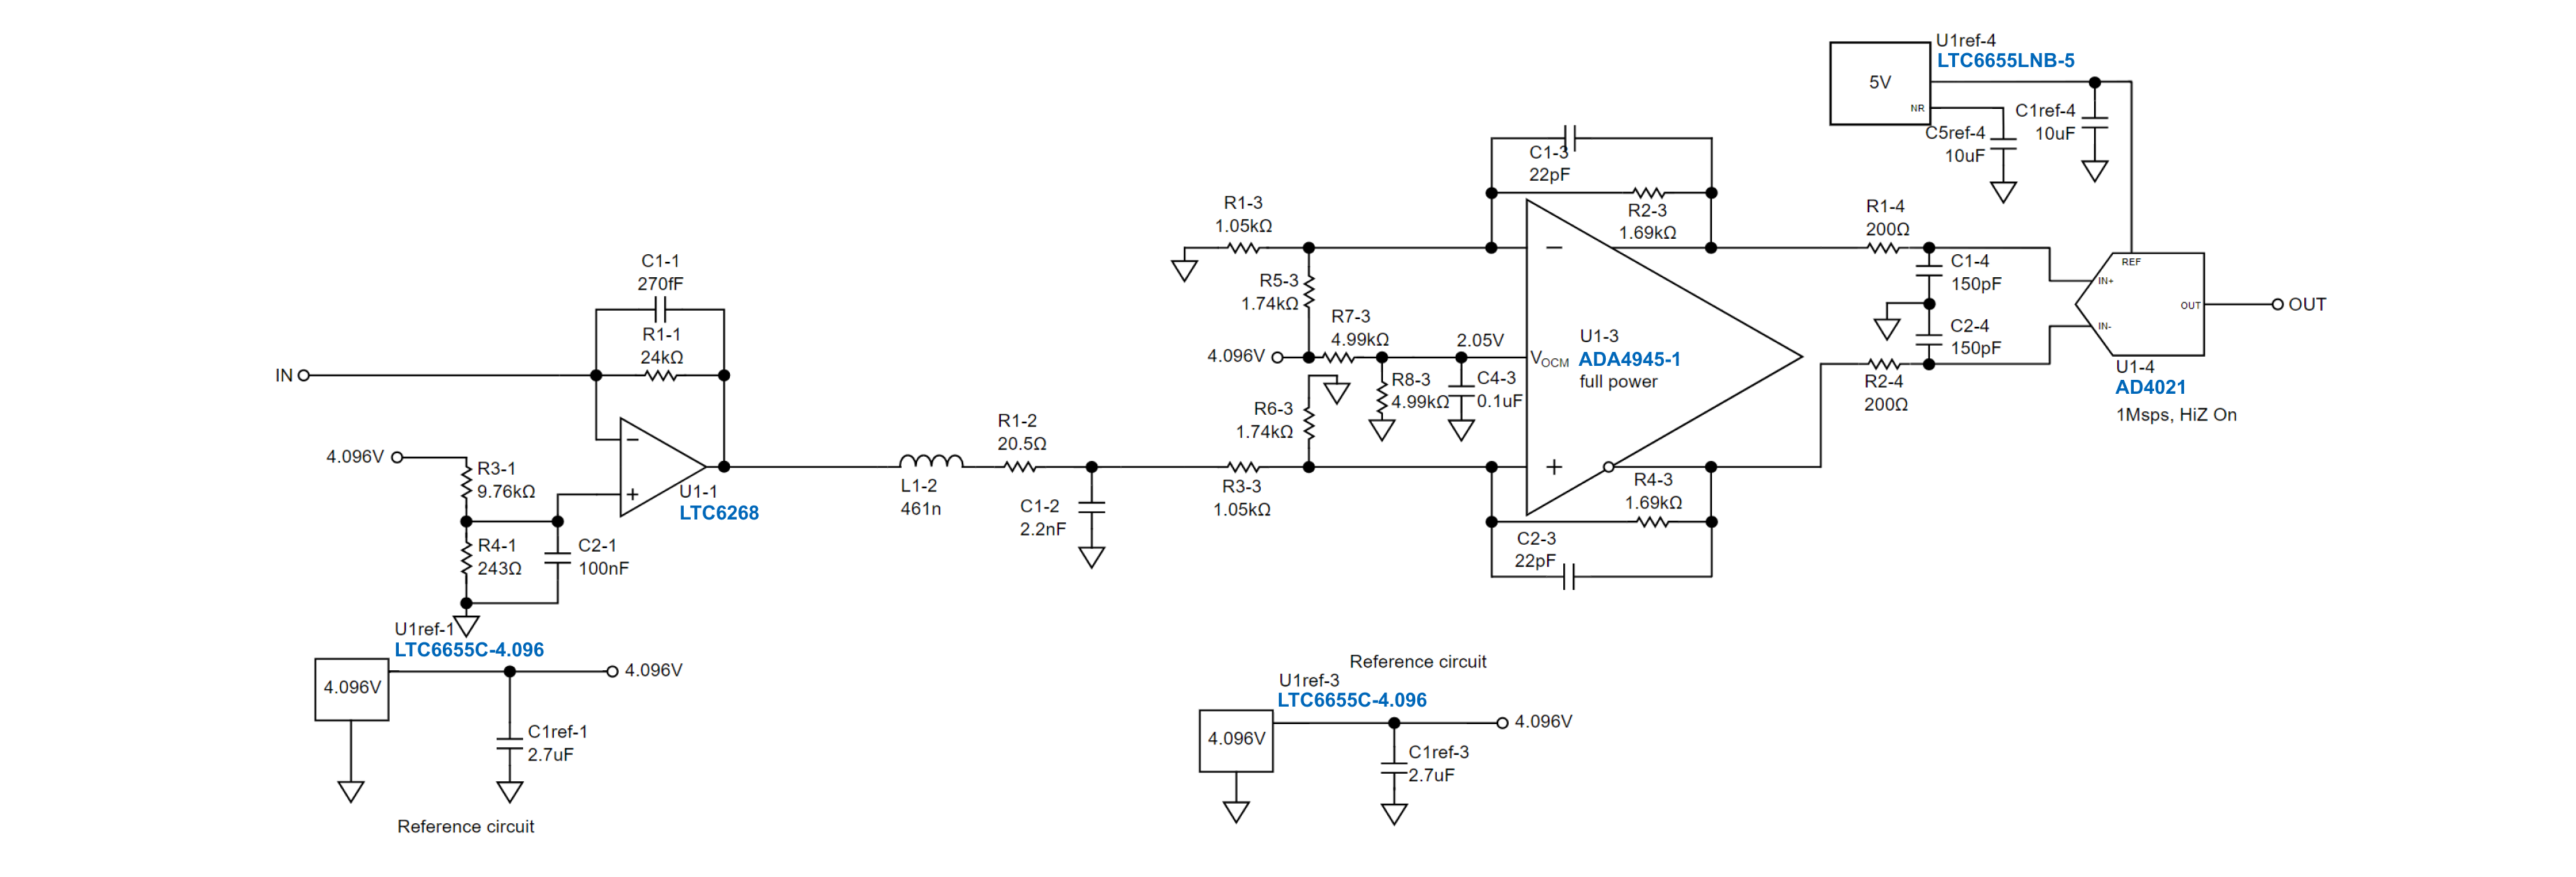 U1ref-4
LTC6655LNB-5
5V
NR
C5ref-4
10uF
C1ref-4
10uF
C1-3
22pF
R1-3
1.05kΩ
R2-3
1.69kΩ
R1-4
200Ω
C1-1
270fF
R1-1
24kΩ
R5-3
1.74kΩ
R7-3
4.99kΩ
4.096V
2.05V
VOCM
U1-3
ADA4945-1
full power
C1-4
150pF
C2-4
150pF
REF
IN+
IN-
OUT
OUT
R2-4
200Ω
U1-4
AD4021
1Msps, HiZ On
IN
R6-3
1.74kΩ
R8-3
4.99kΩ
C4-3
0.1uF
4.096V
R3-1
9.76kΩ
R4-1
243Ω
C2-1
100nF
U1-1
LTC6268
L1-2
461n
R1-2
20.5Ω
C1-2
2.2nF
R3-3
1.05kΩ
R4-3
1.69kΩ
C2-3
22pF
−
+
−
+
U1ref-1
LTC6655C-4.096
4.096V
4.096V
C1ref-1
2.7uF
Reference circuit
Reference circuit
U1ref-3
LTC6655C-4.096
4.096V
4.096V
C1ref-3
2.7uF